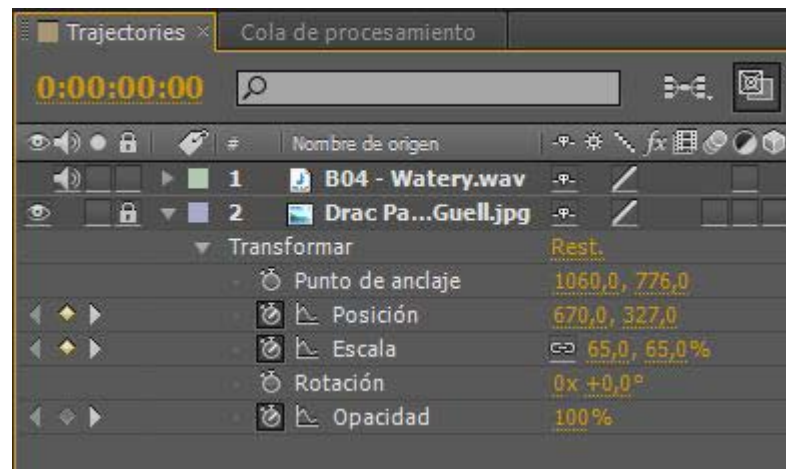 Trajectories × Cola de procesamiento
0:00:00:00
# Nombre de origen fx
1 B04 - Watery.wav
2 Drac Pa...Guell.jpg
Transformar Rest.
Punto de anclaje 1060,0, 776,0
Posición 670,0, 327,0
Escala 65,0, 65,0%
Rotación 0x +0,0°
Opacidad 100%